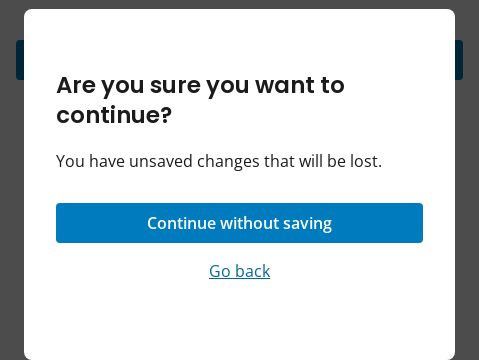 Are you sure you want to
continue?
You have unsaved changes that will be lost.
Continue without saving
Go back